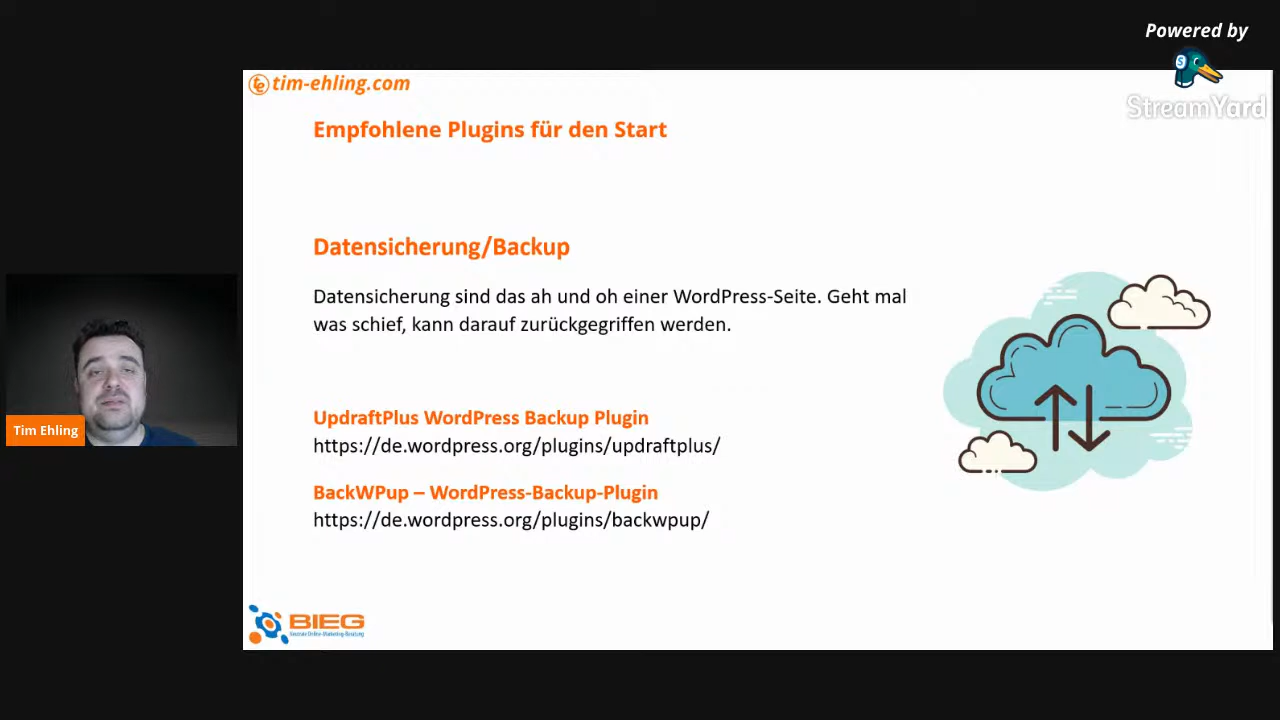 Powered by
StreamYard
tim-ehling.com
Empfohlene Plugins für den Start
Datensicherung/Backup
Datensicherung sind das ah und oh einer WordPress-Seite. Geht mal
was schief, kann darauf zurückgegriffen werden.
UpdraftPlus WordPress Backup Plugin
https://de.wordpress.org/plugins/updraftplus/
Tim Ehling
BackWPup – WordPress-Backup-Plugin
https://de.wordpress.org/plugins/backwpup/
BIEG